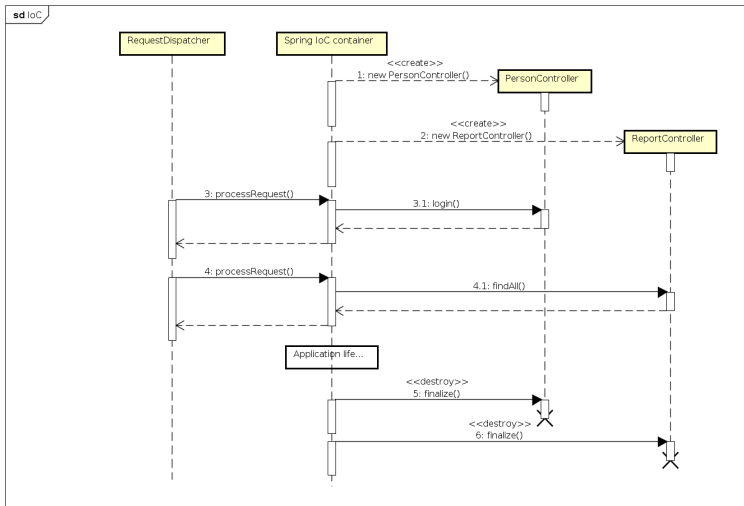 sd IoC
RequestDispatcher
Spring IoC container
<<create>>
1: new PersonController()
PersonController
<<create>>
2: new ReportController()
ReportController
3: processRequest()
3.1: login()
4: processRequest()
4.1: findAll()
Application life...
<<destroy>>
5: finalize()
<<destroy>>
6: finalize()